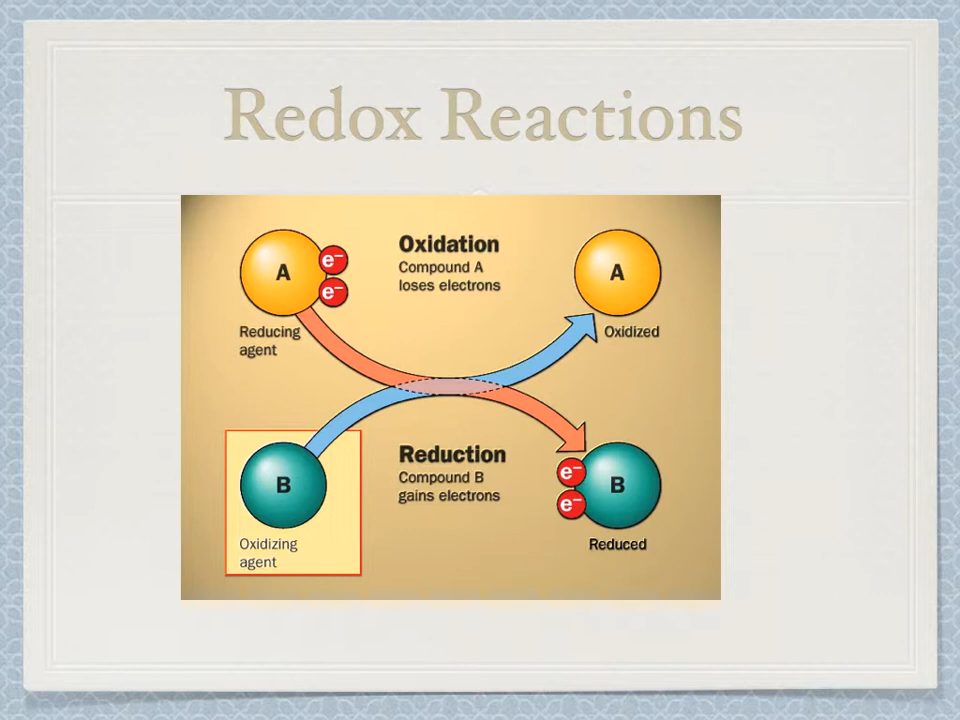 Redox Reactions
A
e–
e–
Oxidation
Compound A
loses electrons
A
Reducing
agent
Oxidized
B
Reduction
Compound B
gains electrons
e–
e–
B
Oxidizing
agent
Reduced